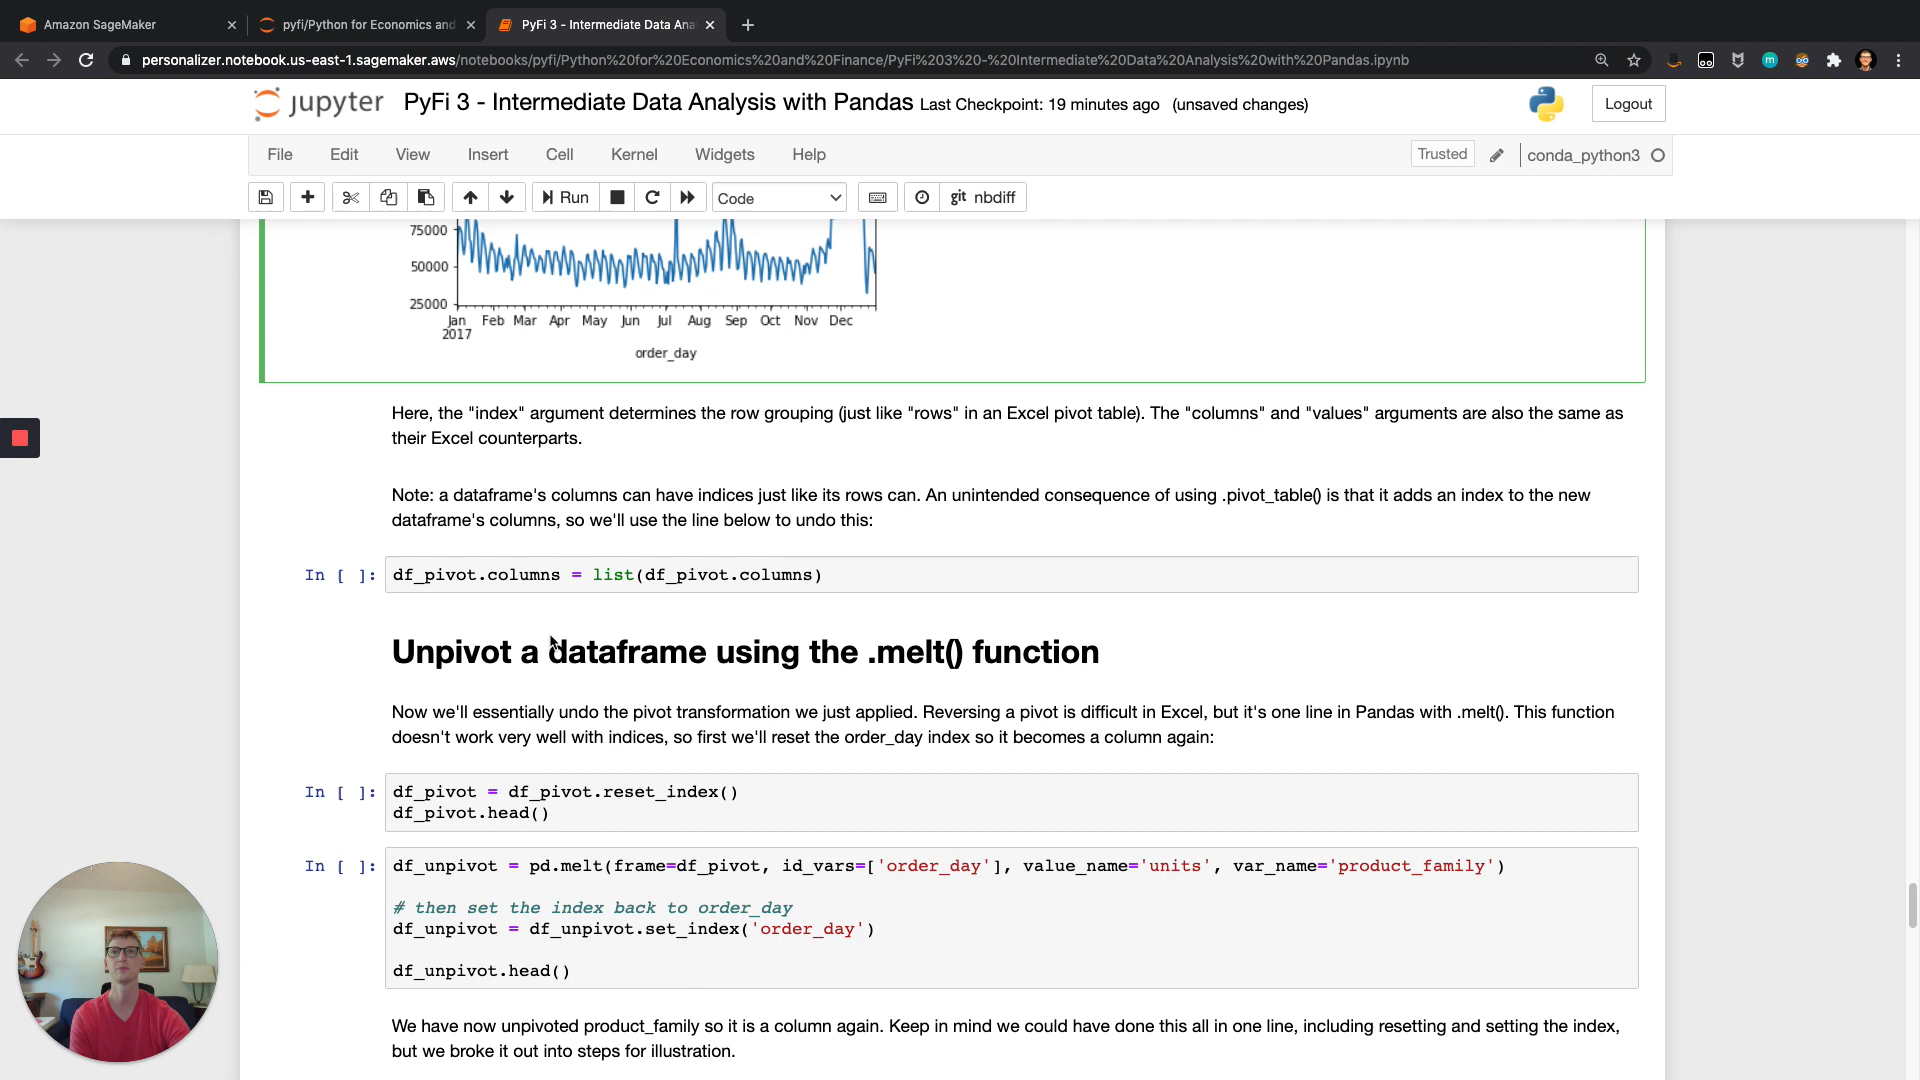 Amazon SageMaker
pyfi/Python for Economics and
PyFi 3 - Intermediate Data Ana
personalizer.notebook.us-east-1.sagemaker.aws/notebooks/pyfi/Python%20for%20Economics%20and%20Finance/PyFi%203%20-%20Intermediate%20Data%20Analysis%20with%20Pandas.ipynb
jupyter PyFi 3 - Intermediate Data Analysis with Pandas Last Checkpoint: 19 minutes ago (unsaved changes)
Logout
File Edit View Insert Cell Kernel Widgets Help
Trusted
conda_python3
Run
Code
git nbdiff
75000
50000
25000
Jan Feb Mar Apr May Jun Jul Aug Sep Oct Nov Dec
2017
order_day
Here, the "index" argument determines the row grouping (just like "rows" in an Excel pivot table). The "columns" and "values" arguments are also the same as
their Excel counterparts.
Note: a dataframe's columns can have indices just like its rows can. An unintended consequence of using .pivot_table() is that it adds an index to the new
dataframe's columns, so we'll use the line below to undo this:
In [ ]: df_pivot.columns = list(df_pivot.columns)
Unpivot a dataframe using the .melt() function
Now we'll essentially undo the pivot transformation we just applied. Reversing a pivot is difficult in Excel, but it's one line in Pandas with .melt(). This function
doesn't work very well with indices, so first we'll reset the order_day index so it becomes a column again:
In [ ]: df_pivot = df_pivot.reset_index()
df_pivot.head()
In [ ]: df_unpivot = pd.melt(frame=df_pivot, id_vars=['order_day'], value_name='units', var_name='product_family')
# then set the index back to order_day
df_unpivot = df_unpivot.set_index('order_day')
df_unpivot.head()
We have now unpivoted product_family so it is a column again. Keep in mind we could have done this all in one line, including resetting and setting the index,
but we broke it out into steps for illustration.